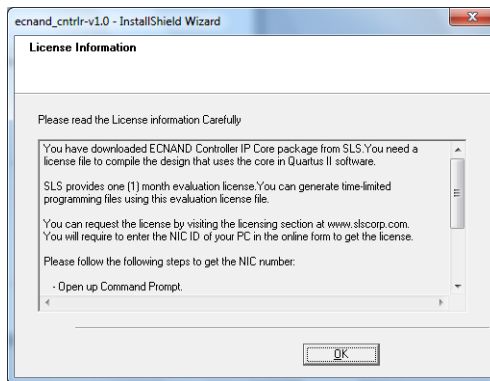 ecnand_cntrlr-v1.0 - InstallShield Wizard
License Information
Please read the License information Carefully
You have downloaded ECNAND Controller IP Core package from SLS.You need a
license file to compile the design that uses the core in Quartus II software.
SLS provides one (1) month evaluation license.You can generate time-limited
programming files using this evaluation license file.
You can request the license by visiting the licensing section at www.slscorp.com.
You will require to enter the NIC ID of your PC in the online form to get the license.
Please follow the following steps to get the NIC number:
- Open up Command Prompt.
OK